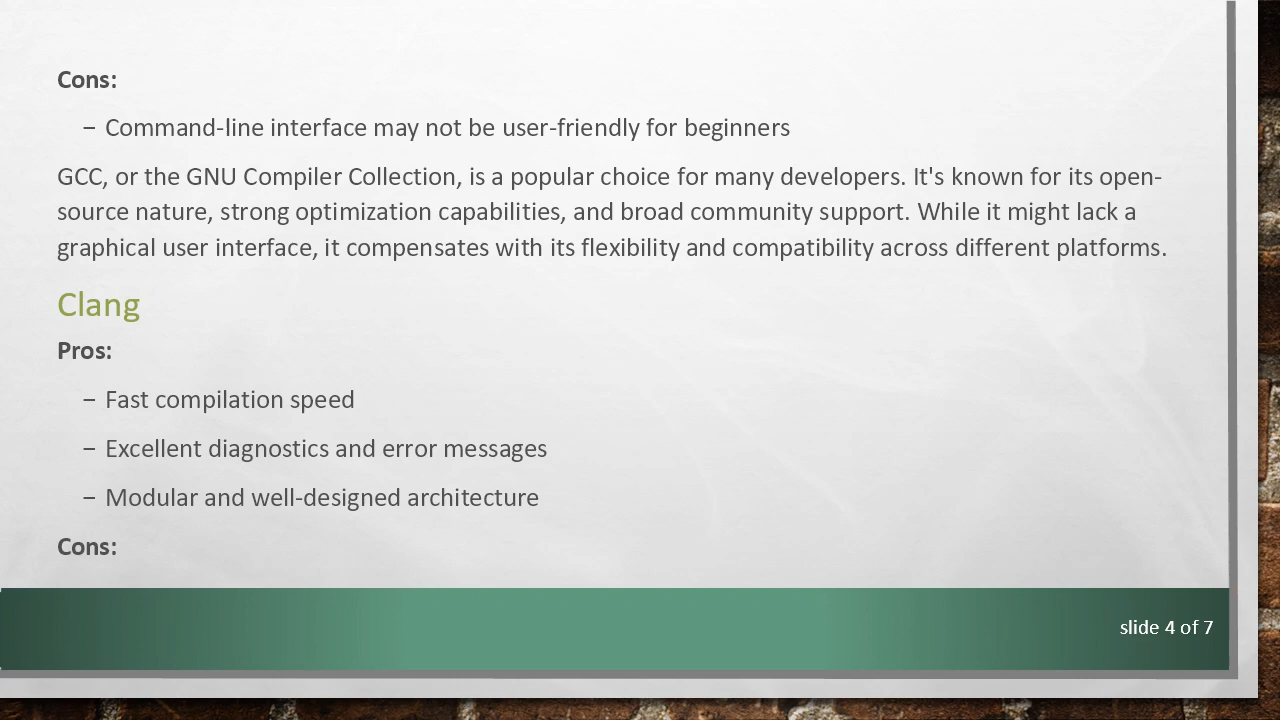 Cons:
– Command-line interface may not be user-friendly for beginners
GCC, or the GNU Compiler Collection, is a popular choice for many developers. It's known for its open-
source nature, strong optimization capabilities, and broad community support. While it might lack a
graphical user interface, it compensates with its flexibility and compatibility across different platforms.
Clang
Pros:
– Fast compilation speed
– Excellent diagnostics and error messages
– Modular and well-designed architecture
Cons:
slide 4 of 7